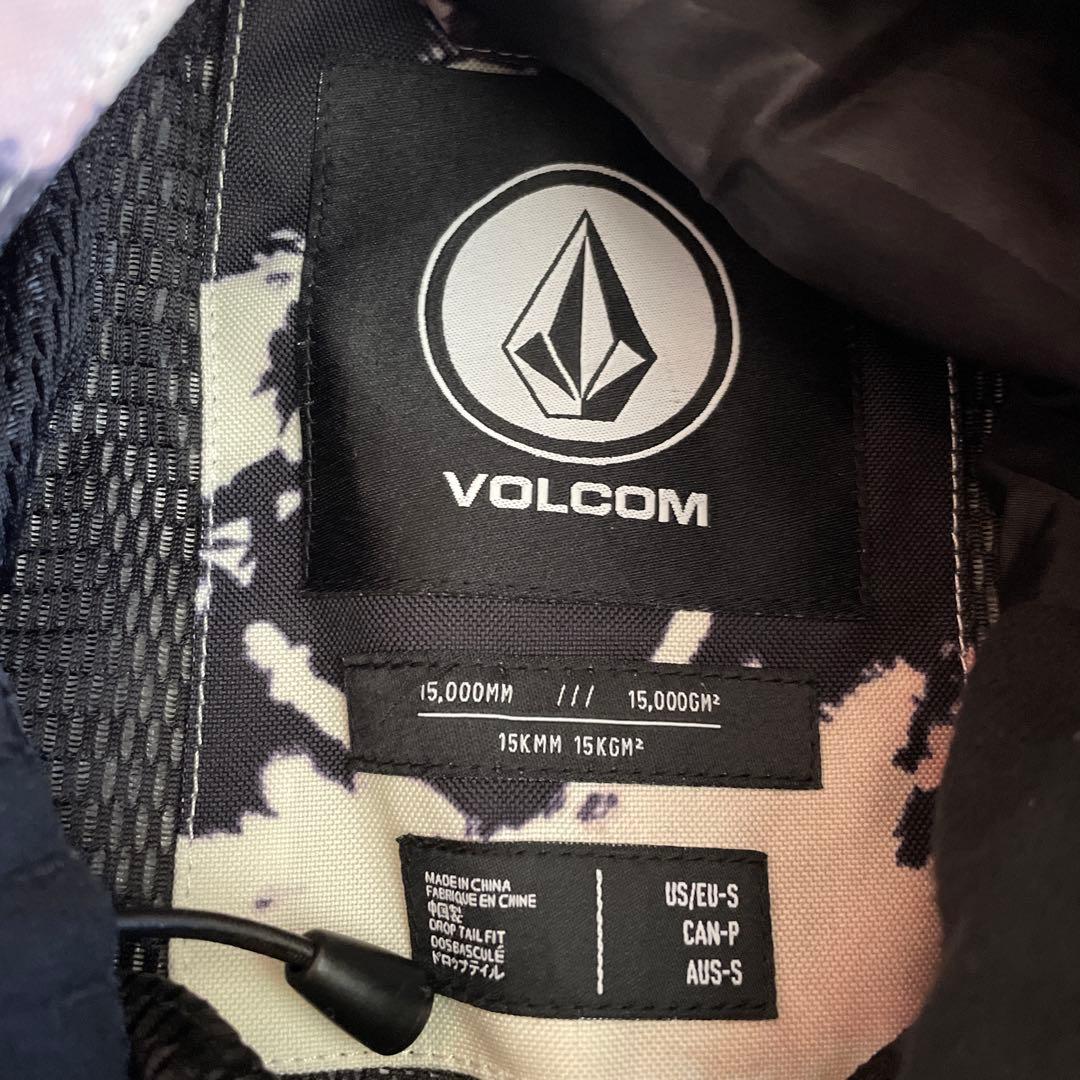 VOLCOM
15,000MM /// 15,000GM²
15KMM 15KGM²
MADE IN CHINA
FABRIQUE EN CHINE
中国製
DROP TAIL FIT
DOS BASCULÉ
ドロップテイル
US/EU-S
CAN-P
AUS-S